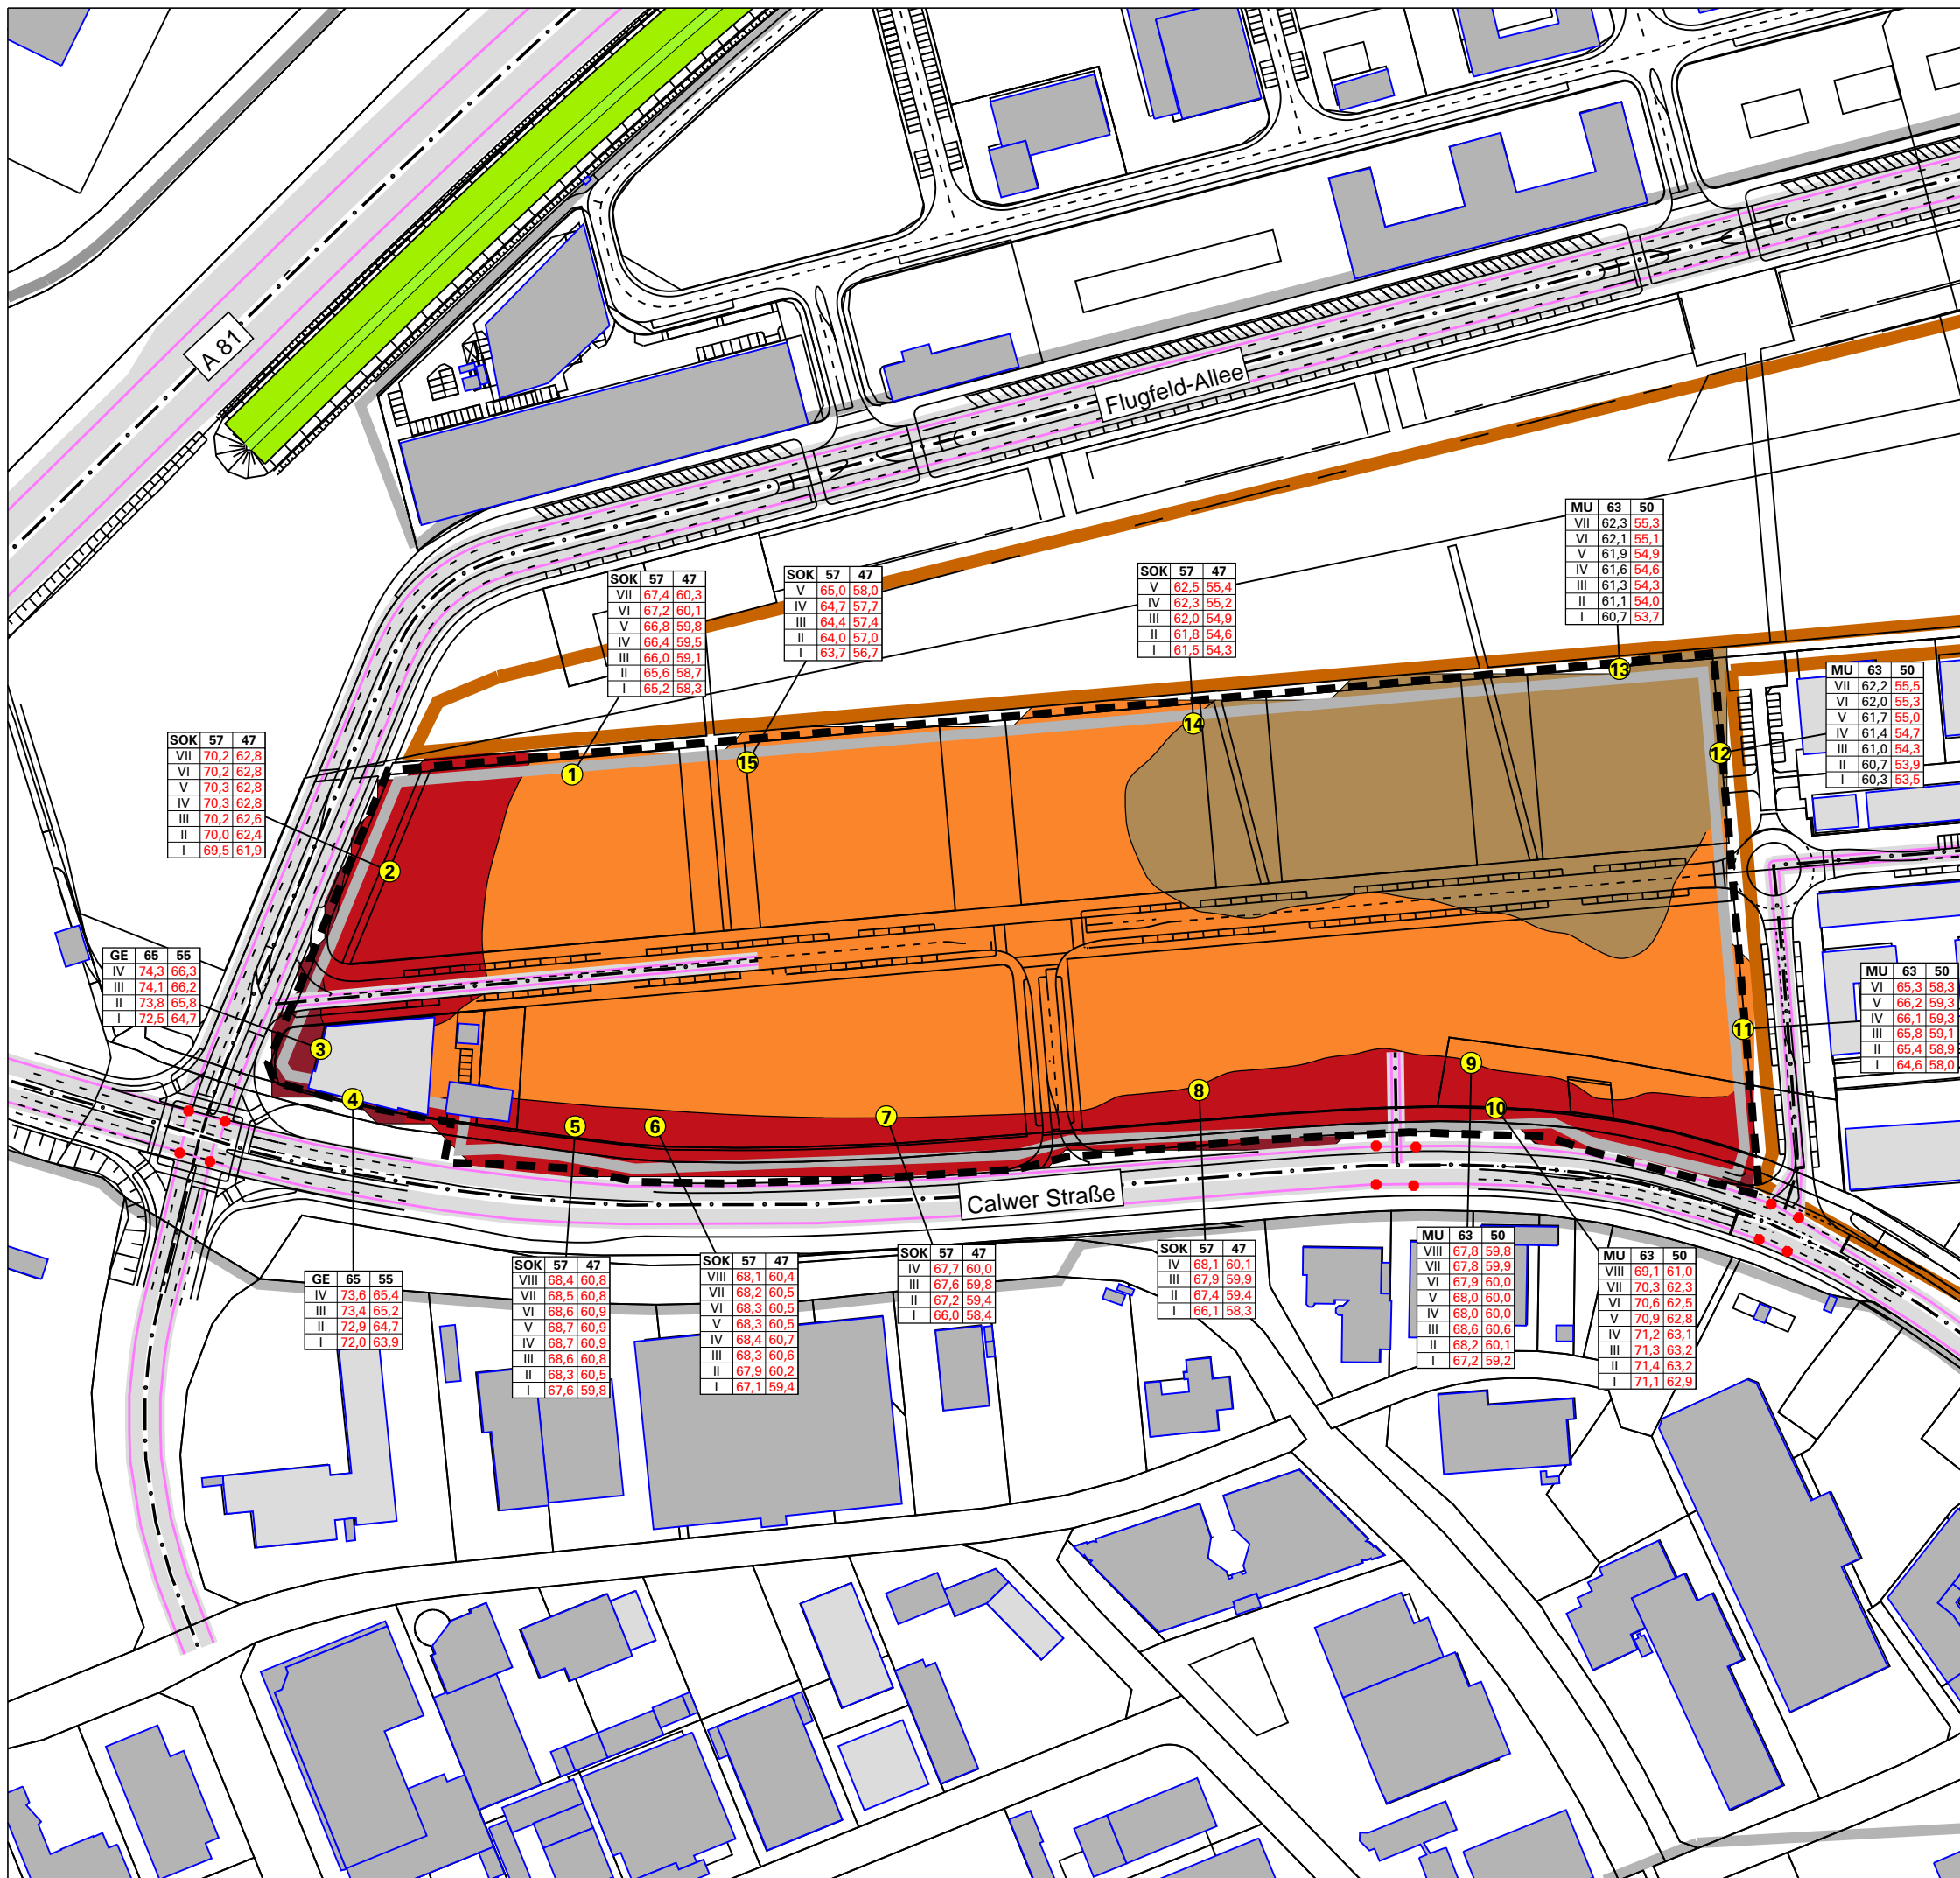 A 81
Flugfeld-Allee
MU 63 50
VII 62,3 55,3
VI 62,1 55,1
V 61,9 54,9
IV 61,6 54,6
III 61,3 54,3
II 61,1 54,0
I 60,7 53,7
SOK 57 47
VII 67,4 60,3
VI 67,2 60,1
V 66,8 59,8
IV 66,4 59,5
III 66,0 59,1
II 65,6 58,7
I 65,2 58,3
SOK 57 47
V 65,0 58,0
IV 64,7 57,7
III 64,4 57,4
II 64,0 57,0
I 63,7 56,7
SOK 57 47
V 62,5 55,4
IV 62,3 55,2
III 62,0 54,9
II 61,8 54,6
I 61,5 54,3
MU 63 50
VII 62,2 55,5
VI 62,0 55,3
V 61,7 55,0
IV 61,4 54,7
III 61,0 54,3
II 60,7 53,9
I 60,3 53,5
13
14
12
15
1
SOK 57 47
VII 70,2 62,8
VI 70,2 62,8
V 70,3 62,8
IV 70,3 62,8
III 70,2 62,6
II 70,0 62,4
I 69,5 61,9
2
GE 65 55
IV 74,3 66,3
III 74,1 66,2
II 73,8 65,8
I 72,5 64,7
MU 63 50
VI 65,3 58,3
V 66,2 59,3
IV 66,1 59,3
III 65,8 59,1
II 65,4 58,9
I 64,6 58,0
11
3
9
8
4
10
7
5
6
Calwer Straße
GE 65 55
IV 73,6 65,4
III 73,4 65,2
II 72,9 64,7
I 72,0 63,9
SOK 57 47
VIII 68,4 60,8
VII 68,5 60,8
VI 68,6 60,9
V 68,7 60,9
IV 68,7 60,9
III 68,6 60,8
II 68,3 60,5
I 67,6 59,8
SOK 57 47
VIII 68,1 60,4
VII 68,2 60,5
VI 68,3 60,5
V 68,3 60,5
IV 68,4 60,7
III 68,3 60,6
II 67,9 60,2
I 67,1 59,4
SOK 57 47
IV 67,7 60,0
III 67,6 59,8
II 67,2 59,4
I 66,0 58,4
SOK 57 47
IV 68,1 60,1
III 67,9 59,9
II 67,4 59,4
I 66,1 58,3
MU 63 50
VIII 67,8 59,8
VII 67,8 59,9
VI 67,9 60,0
V 68,0 60,0
IV 68,0 60,0
III 68,6 60,6
II 68,2 60,1
I 67,2 59,2
MU 63 50
VIII 69,1 61,0
VII 70,3 62,3
VI 70,6 62,5
V 70,9 62,8
IV 71,2 63,1
III 71,3 63,2
II 71,4 63,2
I 71,1 62,9